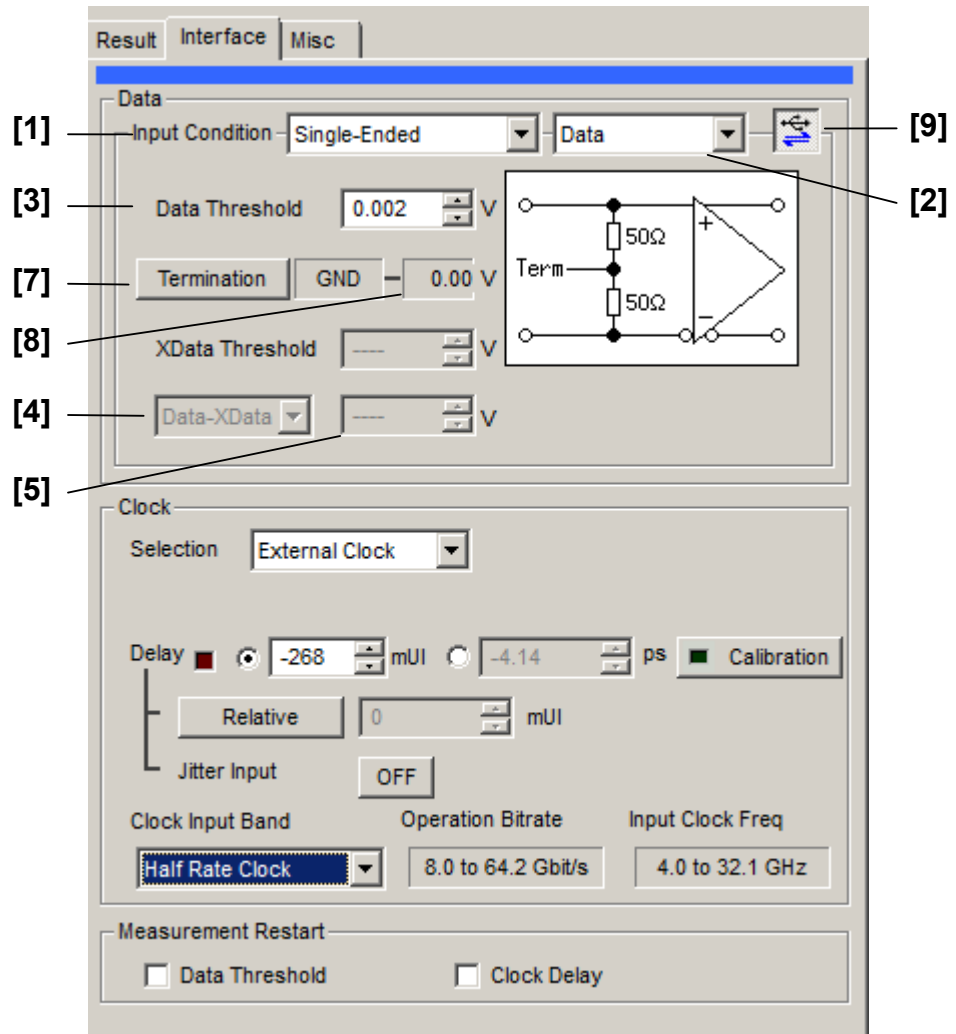 Result Interface Misc
Data
[1] Input Condition Single-Ended Data [9]
[2]
[3] Data Threshold 0.002 V
50Ω
+
[7] Termination GND 0.00 V
Term
50Ω
−
[8] XData Threshold ---- V
[4] Data-XData ---- V
[5]
Clock
Selection External Clock
Delay -268 mUI -4.14 ps Calibration
Relative 0 mUI
Jitter Input OFF
Clock Input Band Operation Bitrate Input Clock Freq
Half Rate Clock 8.0 to 64.2 Gbit/s 4.0 to 32.1 GHz
Measurement Restart
Data Threshold Clock Delay